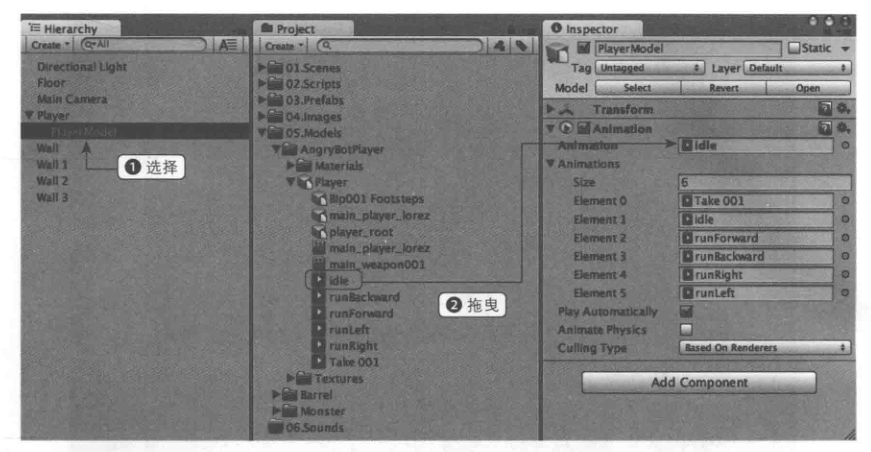 Hierarchy
Create
All
Directional Light
Floor
Main Camera
Player
PlayerModel
Wall
Wall 1
Wall 2
Wall 3
❶ 选择
Project
Create
01.Scenes
02.Scripts
03.Prefabs
04.Images
05.Models
AngryBotPlayer
Materials
Player
Bip001 Footsteps
main_player_lorez
player_root
main_player_lorez
main_weapon001
idle
runBackward
runForward
runLeft
runRight
Take 001
Textures
Barrel
Monster
06.Sounds
❷ 拖曳
Inspector
PlayerModel
Static
Tag Untagged Layer Default
Model Select Revert Open
Transform
Animation
Animation idle
Animations
Size 6
Element 0 Take 001
Element 1 idle
Element 2 runForward
Element 3 runBackward
Element 4 runRight
Element 5 runLeft
Play Automatically
Animate Physics
Culling Type Based On Renderers
Add Component